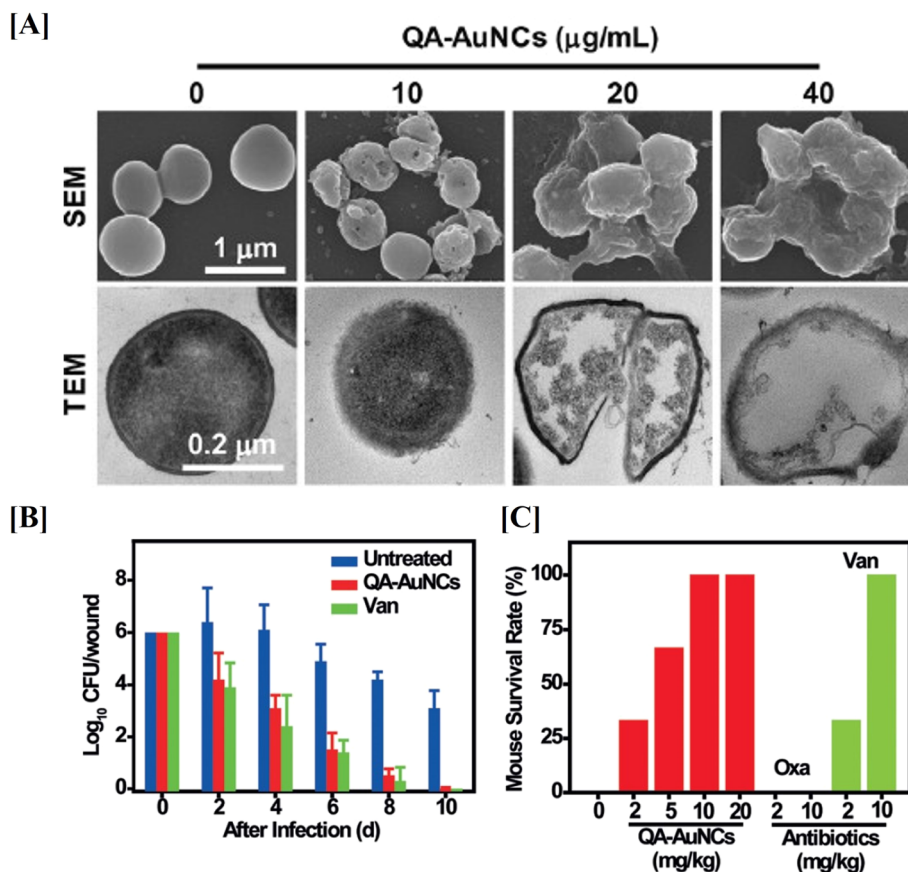 [A]
QA-AuNCs (μg/mL)
0 10 20 40
SEM
1 μm
TEM
0.2 μm
[B]
Log₁₀ CFU/wound
8
6
4
2
0
Untreated
QA-AuNCs
Van
0 2 4 6 8 10
After Infection (d)
[C]
Mouse Survival Rate (%)
100
75
50
25
0
Van
Oxa
0 2 5 10 20 2 10 2 10
QA-AuNCs Antibiotics
(mg/kg) (mg/kg)